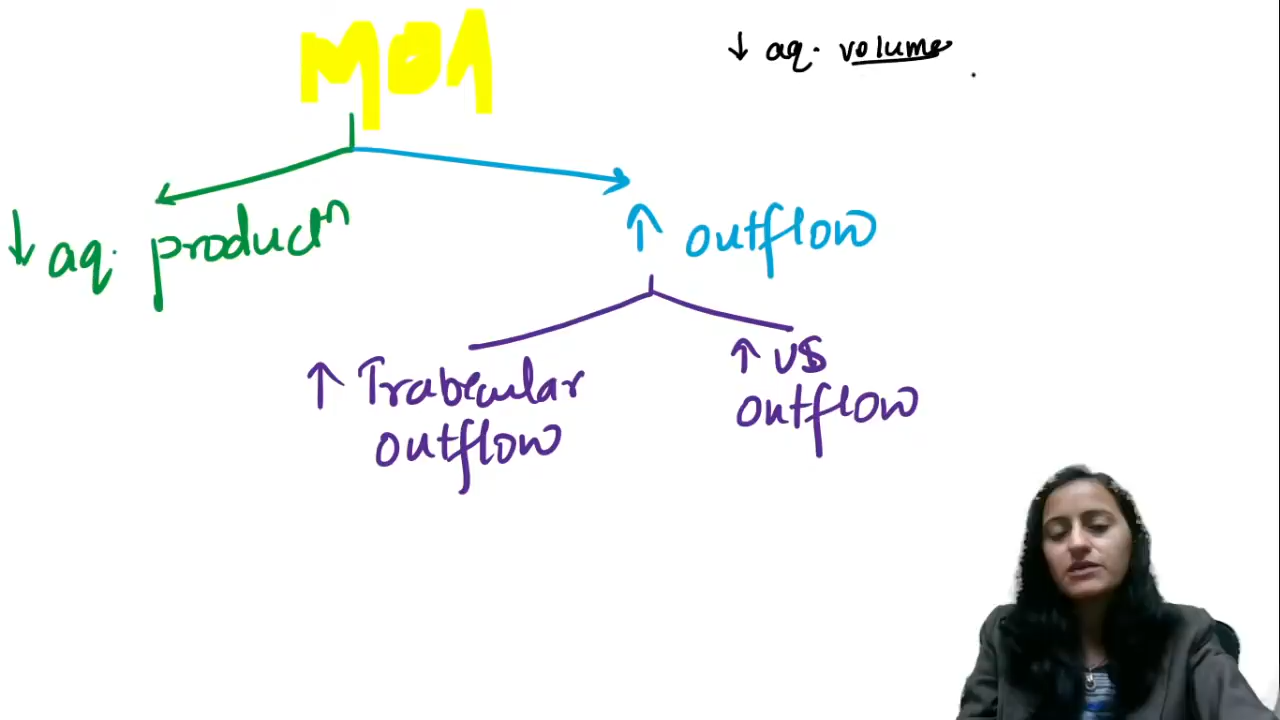 MOA
↓ aq. volume
↓ aq. productn
↑ outflow
↑ Trabecular
outflow
↑ US
outflow